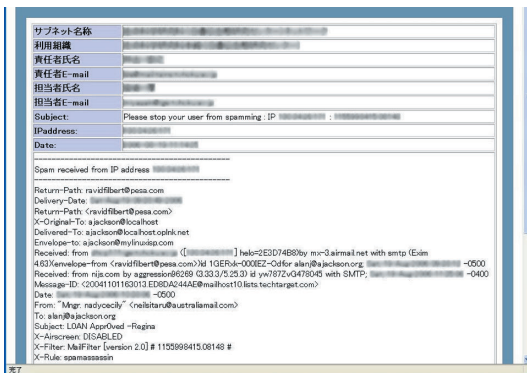 サブネット名称
利用組織
責任者氏名
責任者E-mail
担当者氏名
担当者E-mail
Subject: Please stop your user from spamming : IP :
IPaddress:
Date:
--------------------------------------------------
Spam received from IP address
--------------------------------------------------
Return-Path: ravidfilbert@pesa.com
Delivery-Date:
Return-Path: <ravidfilbert@pesa.com>
X-Original-To: ajackson@localhost
Delivered-To: ajackson@localhost.oplnk.net
Envelope-to: ajackson@mylinuxisp.com
Received: from ([ ] helo=2E3D74B8)by mx-3.airmail.net with smtp (Exim
4.63)(envelope-from <ravidfilbert@pesa.com>)id 1GERxk-000IEZ-Odfor alanj@ajackson.org; -0500
Received: from nijs.com by aggression86269 (3.33.3/5.25.3) id yw787ZvG478045 with SMTP; -0400
Message-ID: <20041101163013.ED8DA244AE@mailhost10.lists.techtarget.com>
Date: -0500
From: "Mngr. radycecily" <neilsitaru@australiamail.com>
To: alanj@ajackson.org
Subject: L0AN Appr0ved -Regina
X-Airscreen: DISABLED
X-Filter: MailFilter [version 2.0] # 1155998415.08148 #
X-Rule: spamassassin
完了